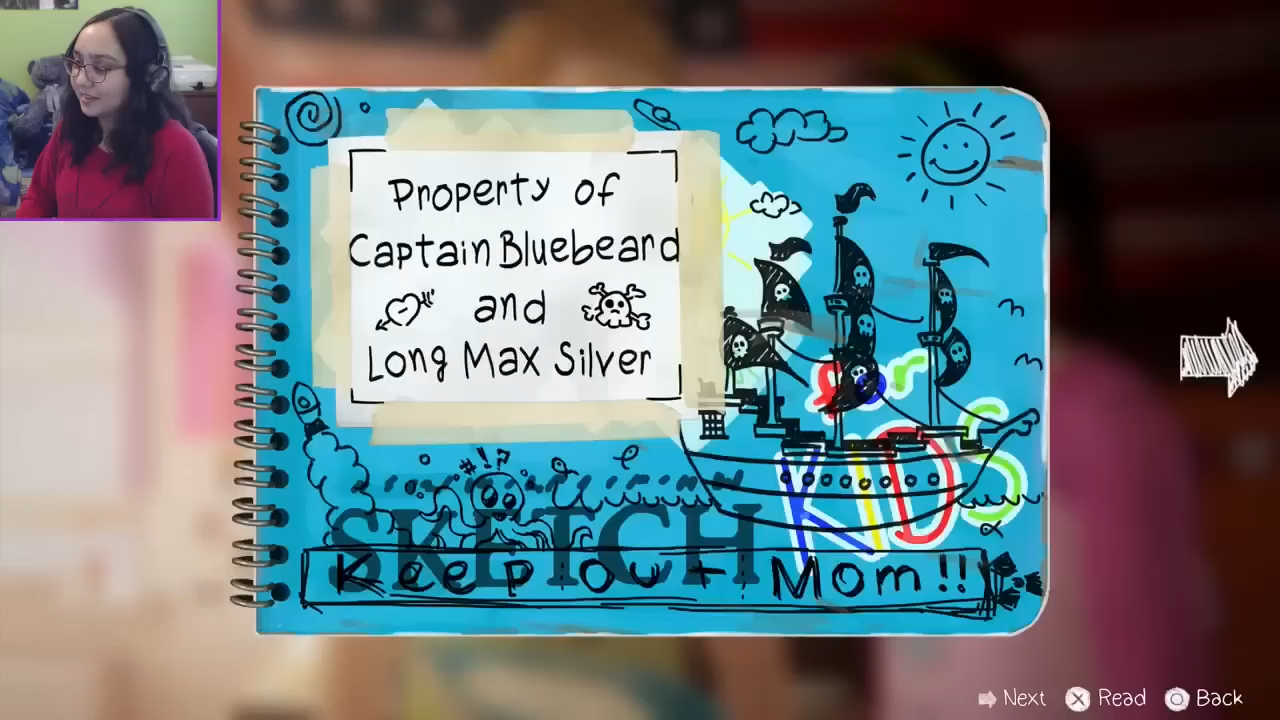 Property of
Captain Bluebeard
and
Long Max Silver
KIDS
SKETCH
Keep out Mom!!
Next Read Back